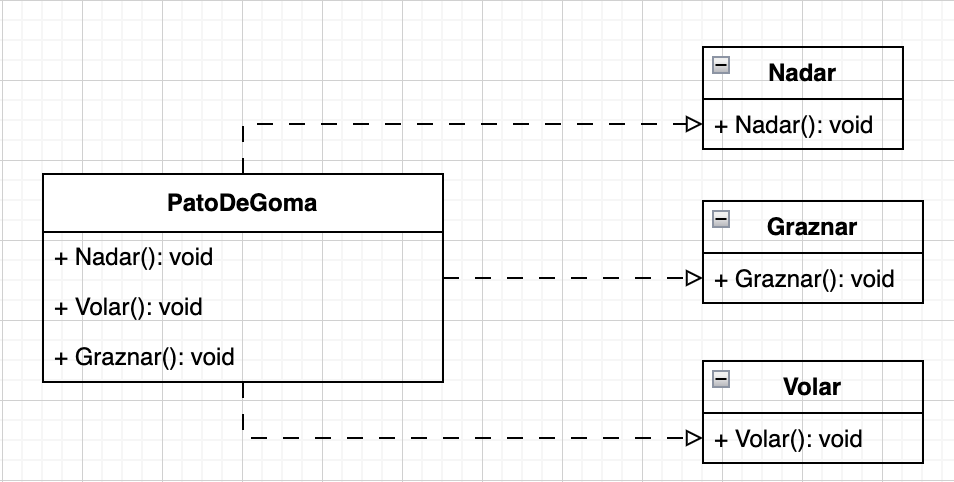 PatoDeGoma
+ Nadar(): void
+ Volar(): void
+ Graznar(): void
Nadar
+ Nadar(): void
Graznar
+ Graznar(): void
Volar
+ Volar(): void